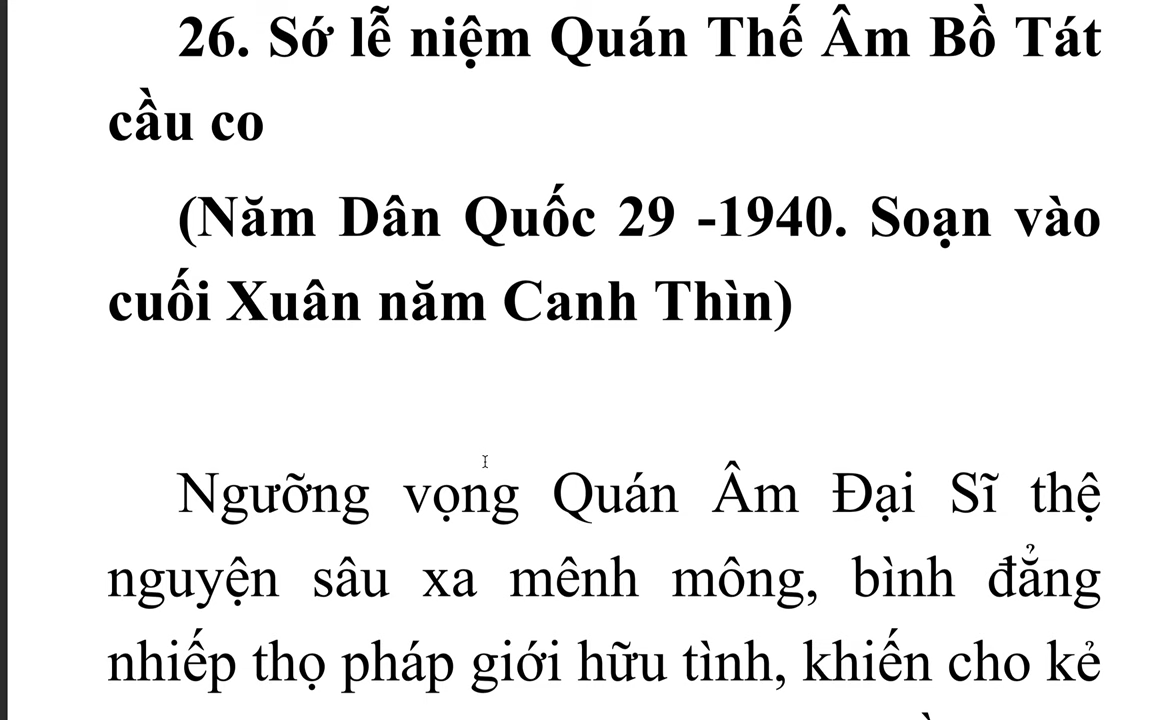 26. Sớ lễ niệm Quán Thế Âm Bồ Tát
cầu co
(Năm Dân Quốc 29 -1940. Soạn vào
cuối Xuân năm Canh Thìn)
Ngưỡng vọng Quán Âm Đại Sĩ thệ
nguyện sâu xa mênh mông, bình đẳng
nhiếp thọ pháp giới hữu tình, khiến cho kẻ